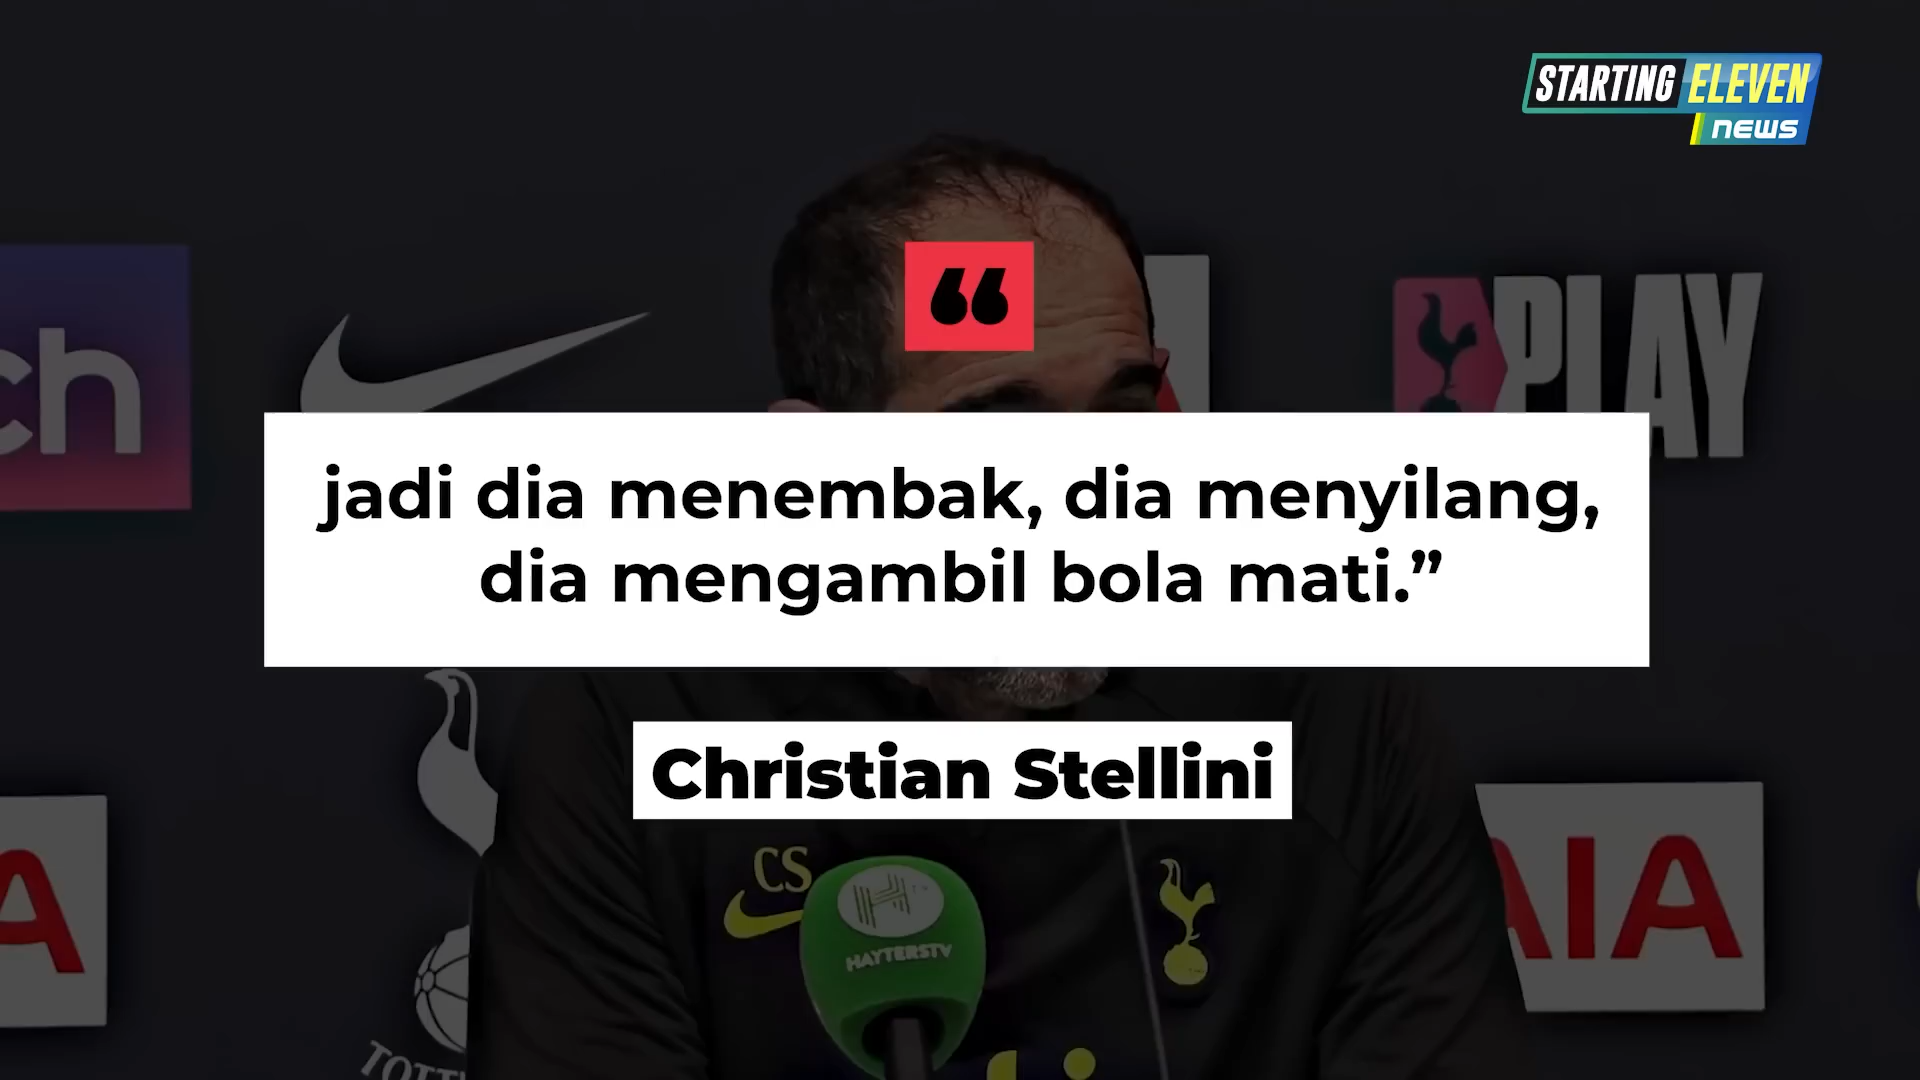 STARTING ELEVEN
news
ch
PLAY
“
jadi dia menembak, dia menyilang,
dia mengambil bola mati.”
Christian Stellini
CS
H
TV
HAYTERSTV
A
AIA